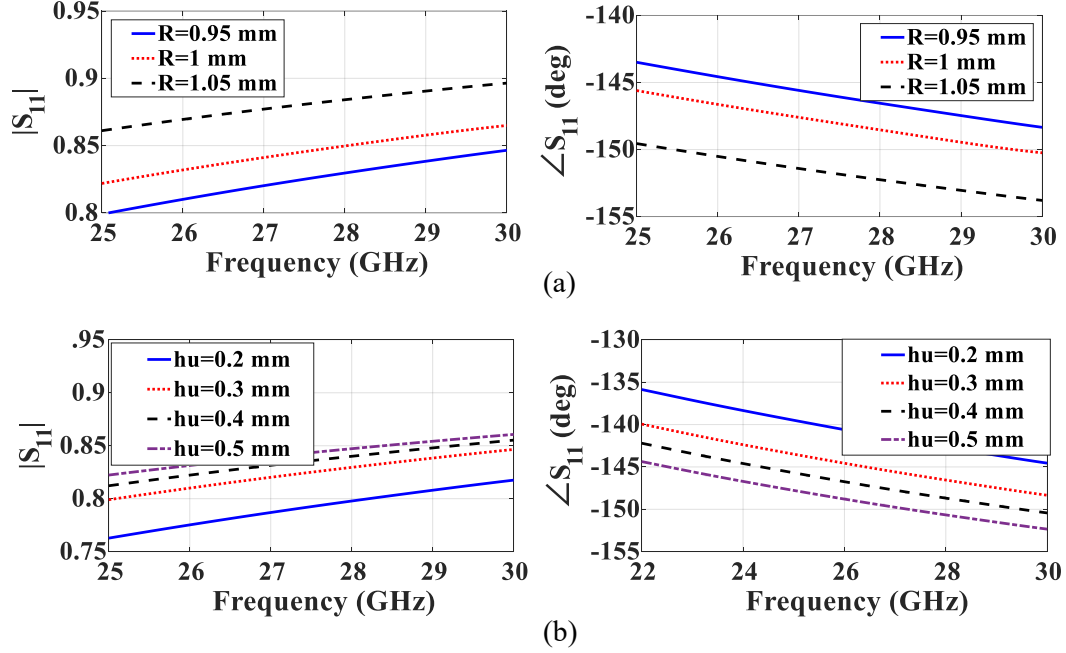 0.95
0.9
0.85
0.8
|S11|
R=0.95 mm
R=1 mm
R=1.05 mm
25 26 27 28 29 30
Frequency (GHz)
-140
-145
-150
-155
∠S11 (deg)
R=0.95 mm
R=1 mm
R=1.05 mm
25 26 27 28 29 30
Frequency (GHz)
(a)
.95
0.9
0.85
0.8
0.75
|S11|
hu=0.2 mm
hu=0.3 mm
hu=0.4 mm
hu=0.5 mm
25 26 27 28 29 30
Frequency (GHz)
-130
-135
-140
-145
-150
-155
∠S11 (deg)
hu=0.2 mm
hu=0.3 mm
hu=0.4 mm
hu=0.5 mm
22 24 26 28 30
Frequency (GHz)
(b)